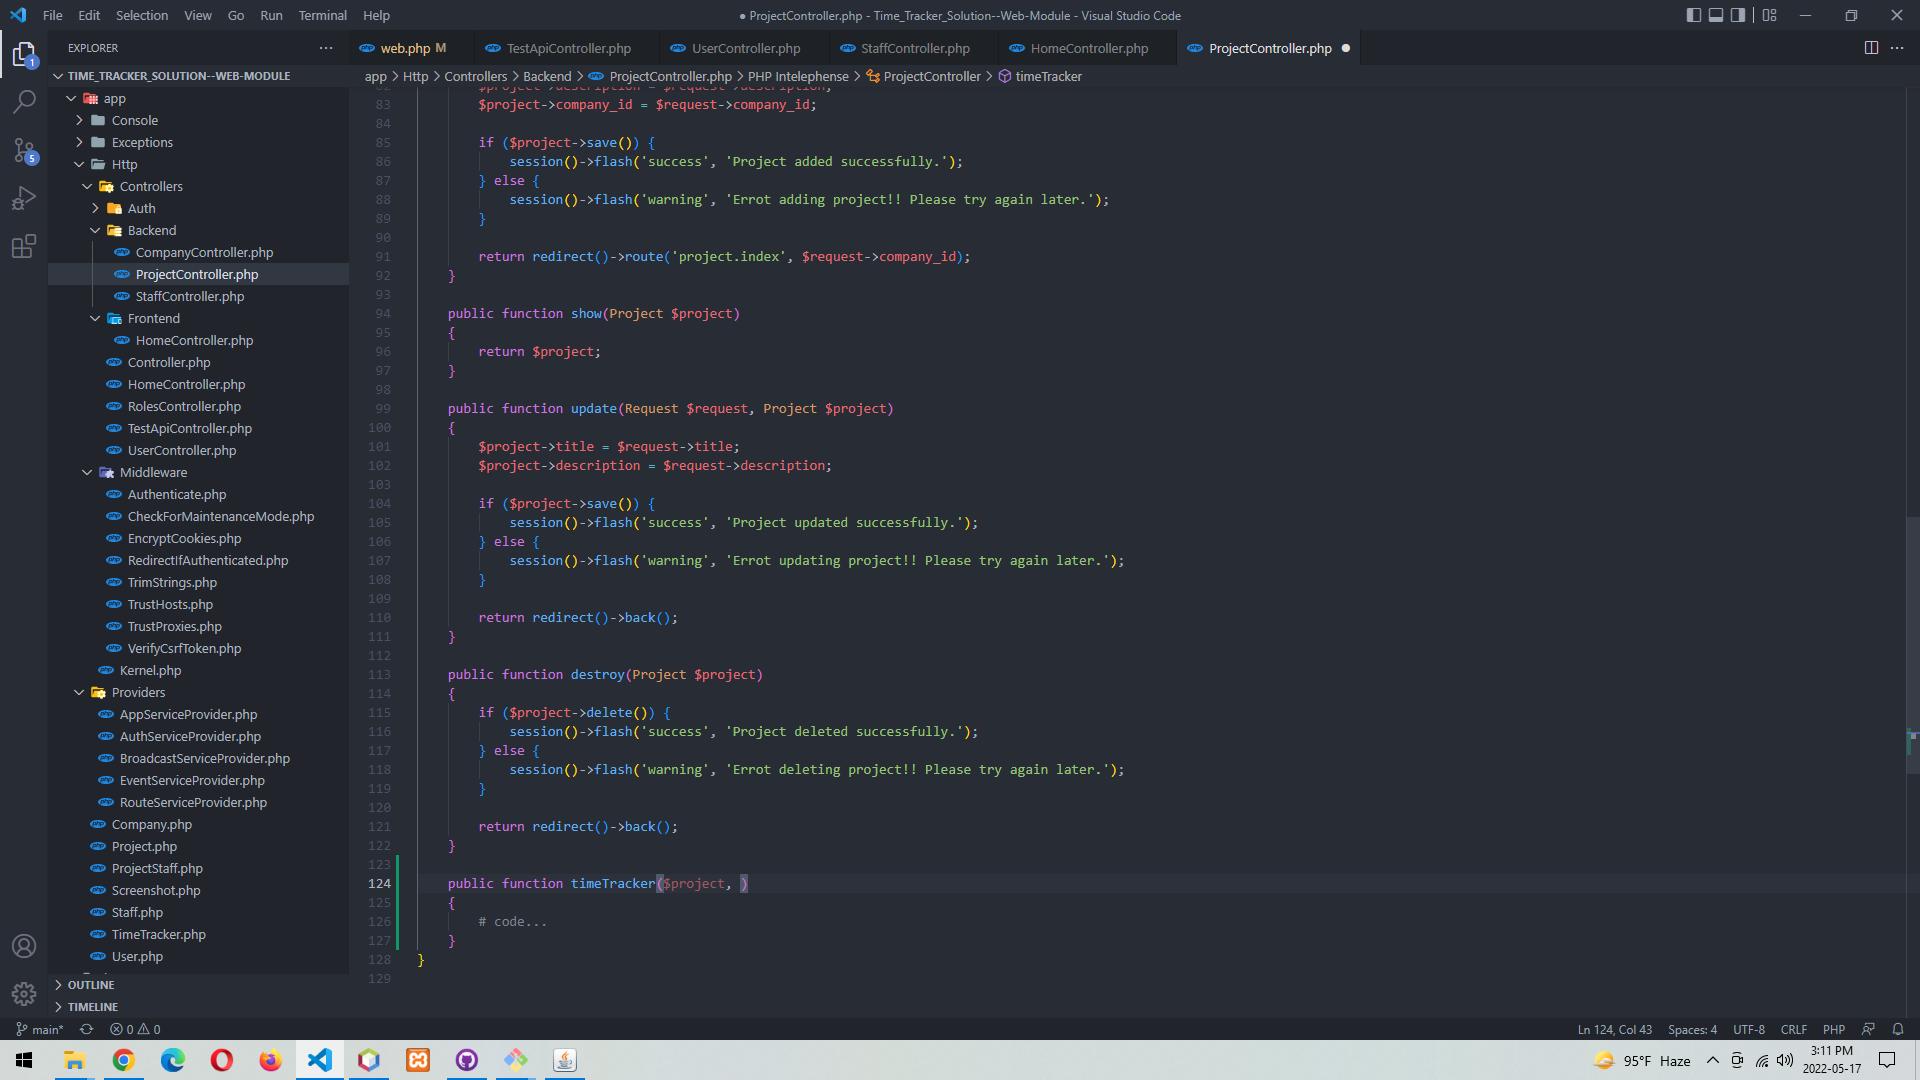 File Edit Selection View Go Run Terminal Help
● ProjectController.php - Time_Tracker_Solution--Web-Module - Visual Studio Code
EXPLORER
web.php M
TestApiController.php
UserController.php
StaffController.php
HomeController.php
ProjectController.php ●
app > Http > Controllers > Backend > ProjectController.php > PHP Intelephense > ProjectController > timeTracker
1
5
TIME_TRACKER_SOLUTION--WEB-MODULE
app
Console
Exceptions
Http
Controllers
Auth
Backend
CompanyController.php
ProjectController.php
StaffController.php
Frontend
HomeController.php
Controller.php
HomeController.php
RolesController.php
TestApiController.php
UserController.php
Middleware
Authenticate.php
CheckForMaintenanceMode.php
EncryptCookies.php
RedirectIfAuthenticated.php
TrimStrings.php
TrustHosts.php
TrustProxies.php
VerifyCsrfToken.php
Kernel.php
Providers
AppServiceProvider.php
AuthServiceProvider.php
BroadcastServiceProvider.php
EventServiceProvider.php
RouteServiceProvider.php
Company.php
Project.php
ProjectStaff.php
Screenshot.php
Staff.php
TimeTracker.php
User.php
OUTLINE
TIMELINE
82 $project->description = $request->description;
83 $project->company_id = $request->company_id;
84
85 if ($project->save()) {
86 session()->flash('success', 'Project added successfully.');
87 } else {
88 session()->flash('warning', 'Errot adding project!! Please try again later.');
89 }
90
91 return redirect()->route('project.index', $request->company_id);
92 }
93
94 public function show(Project $project)
95 {
96 return $project;
97 }
98
99 public function update(Request $request, Project $project)
100 {
101 $project->title = $request->title;
102 $project->description = $request->description;
103
104 if ($project->save()) {
105 session()->flash('success', 'Project updated successfully.');
106 } else {
107 session()->flash('warning', 'Errot updating project!! Please try again later.');
108 }
109
110 return redirect()->back();
111 }
112
113 public function destroy(Project $project)
114 {
115 if ($project->delete()) {
116 session()->flash('success', 'Project deleted successfully.');
117 } else {
118 session()->flash('warning', 'Errot deleting project!! Please try again later.');
119 }
120
121 return redirect()->back();
122 }
123
124 public function timeTracker($project, )
125 {
126 # code...
127 }
128 }
129
main* 0 0
Ln 124, Col 43 Spaces: 4 UTF-8 CRLF PHP
95°F Haze
3:11 PM
2022-05-17